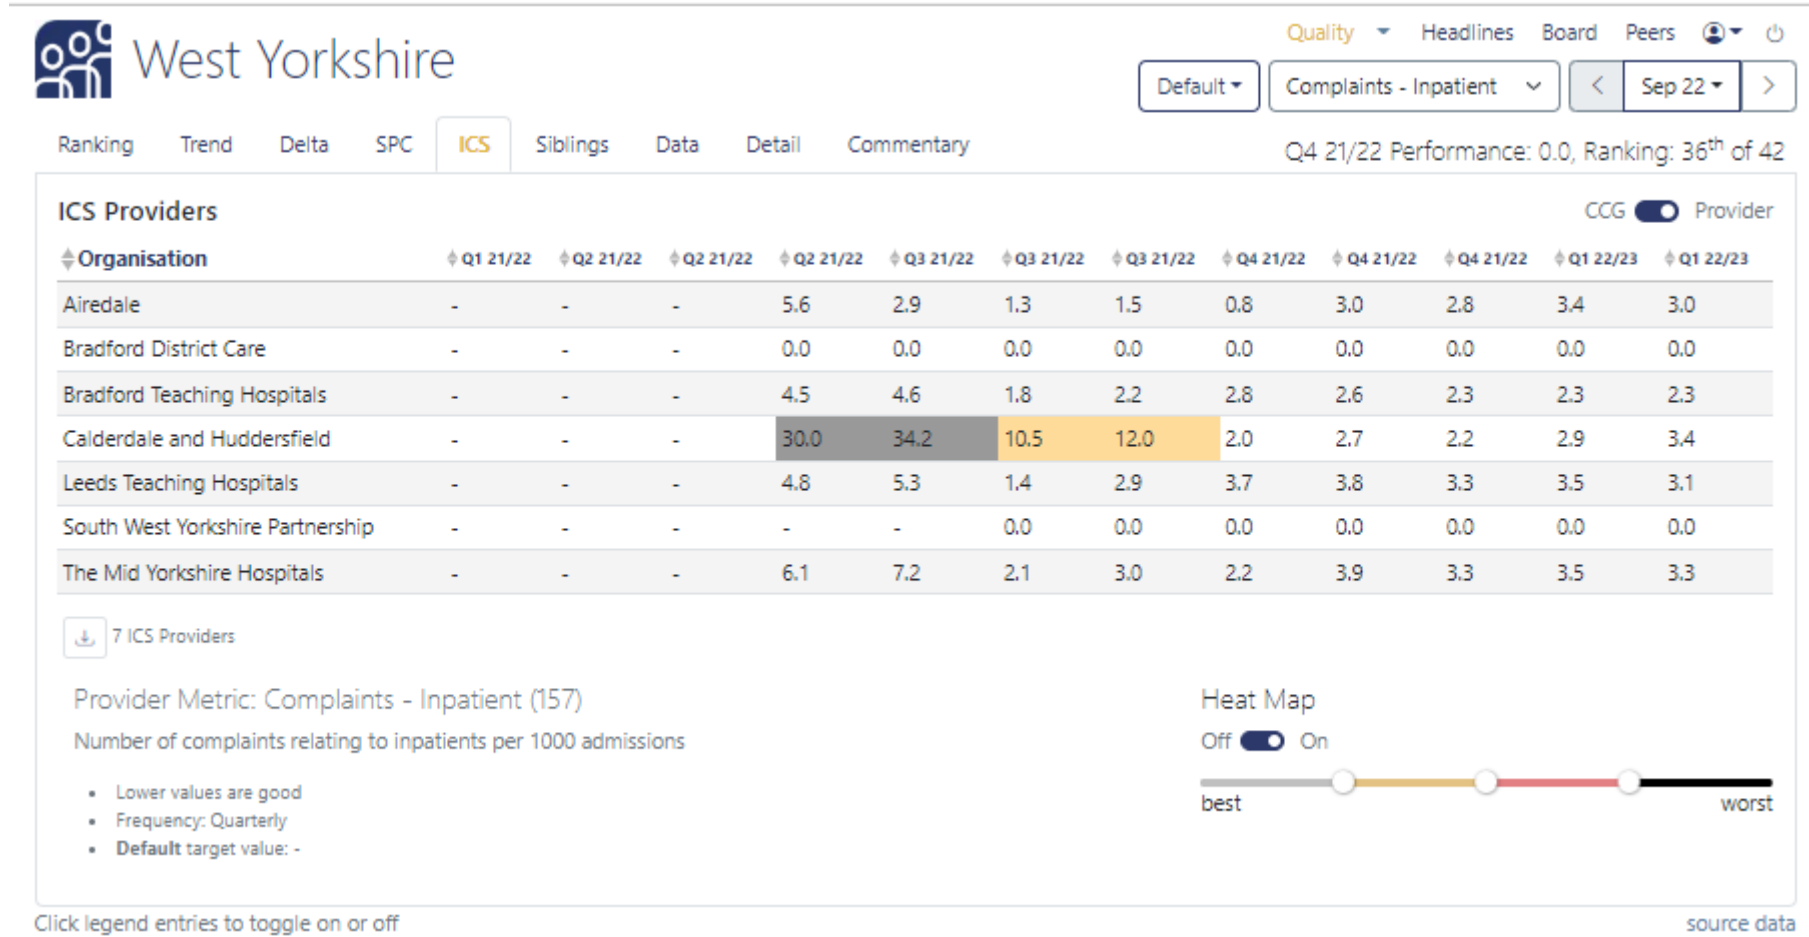 West Yorkshire
Quality Headlines Board Peers
Default Complaints - Inpatient Sep 22
Ranking Trend Delta SPC ICS Siblings Data Detail Commentary
Q4 21/22 Performance: 0.0, Ranking: 36th of 42
ICS Providers
CCG Provider
Organisation Q1 21/22 Q2 21/22 Q2 21/22 Q2 21/22 Q3 21/22 Q3 21/22 Q3 21/22 Q4 21/22 Q4 21/22 Q4 21/22 Q1 22/23 Q1 22/23
Airedale - - - 5.6 2.9 1.3 1.5 0.8 3.0 2.8 3.4 3.0
Bradford District Care - - - 0.0 0.0 0.0 0.0 0.0 0.0 0.0 0.0 0.0
Bradford Teaching Hospitals - - - 4.5 4.6 1.8 2.2 2.8 2.6 2.3 2.3 2.3
Calderdale and Huddersfield - - - 30.0 34.2 10.5 12.0 2.0 2.7 2.2 2.9 3.4
Leeds Teaching Hospitals - - - 4.8 5.3 1.4 2.9 3.7 3.8 3.3 3.5 3.1
South West Yorkshire Partnership - - - - - 0.0 0.0 0.0 0.0 0.0 0.0 0.0
The Mid Yorkshire Hospitals - - - 6.1 7.2 2.1 3.0 2.2 3.9 3.3 3.5 3.3
7 ICS Providers
Provider Metric: Complaints - Inpatient (157)
Number of complaints relating to inpatients per 1000 admissions
• Lower values are good
• Frequency: Quarterly
• Default target value: -
Heat Map
Off On
best worst
Click legend entries to toggle on or off
source data